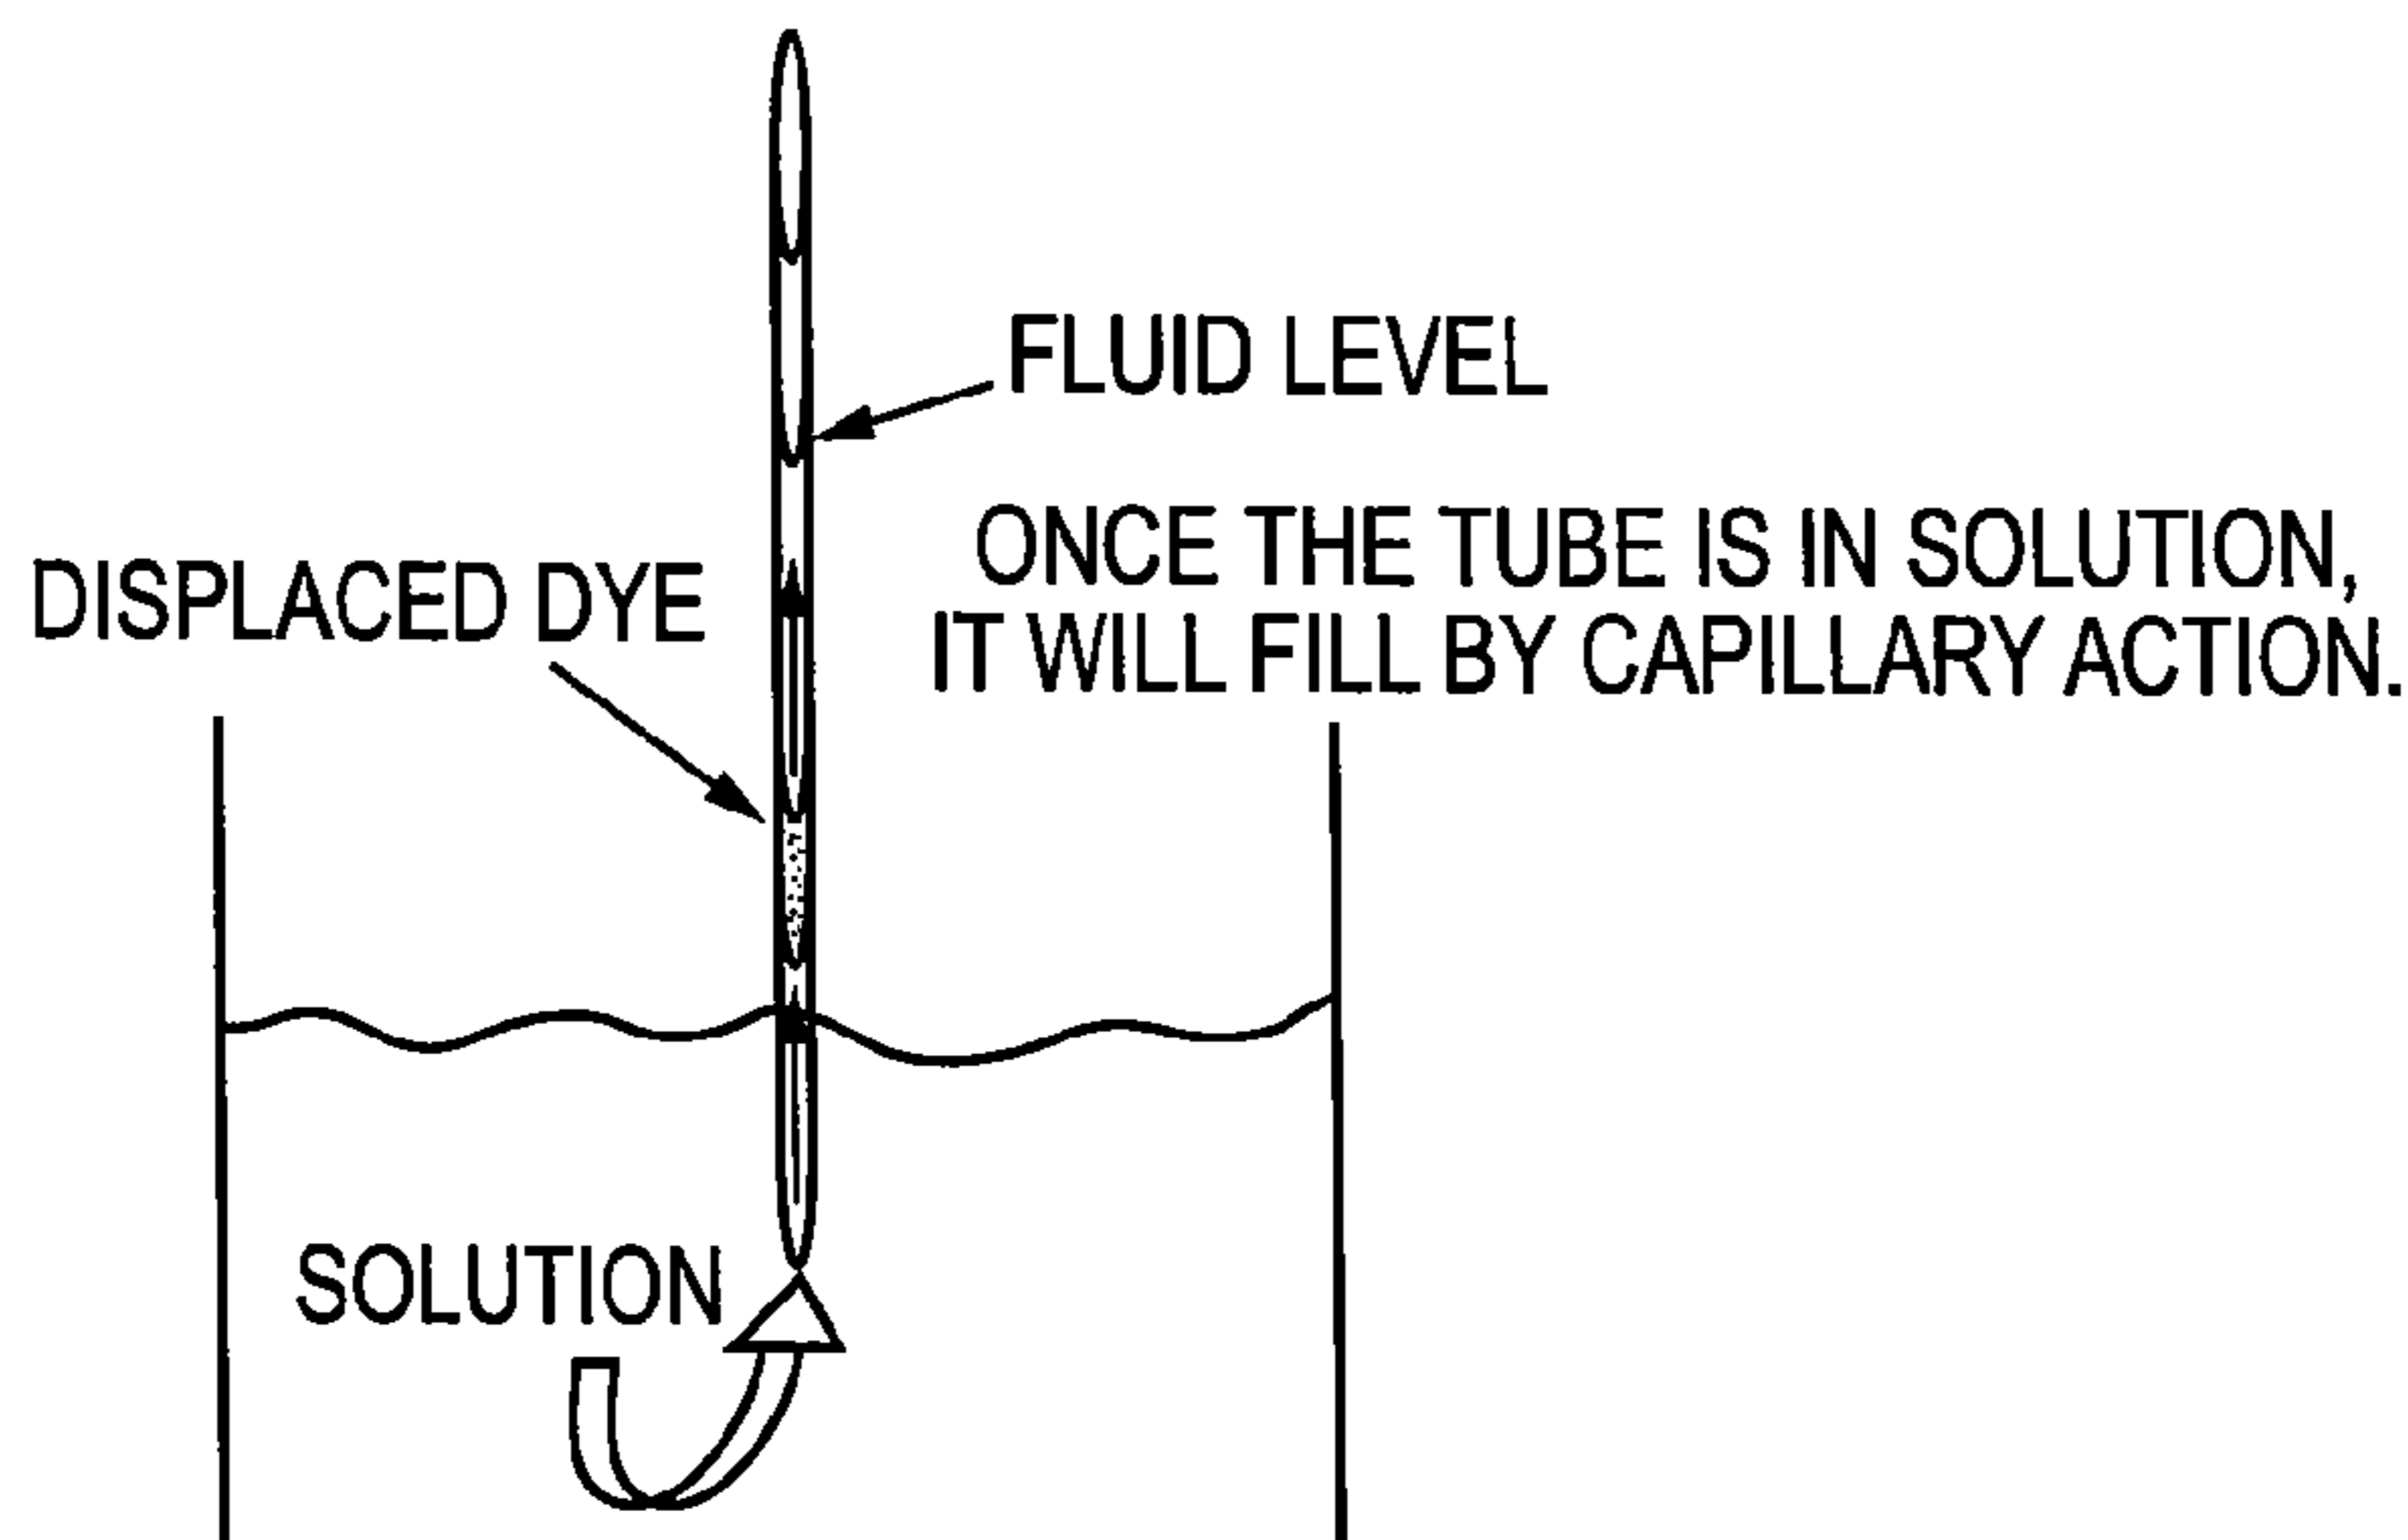 FLUID LEVEL
ONCE THE TUBE IS IN SOLUTION,
IT WILL FILL BY CAPILLARY ACTION.
DISPLACED DYE
SOLUTION